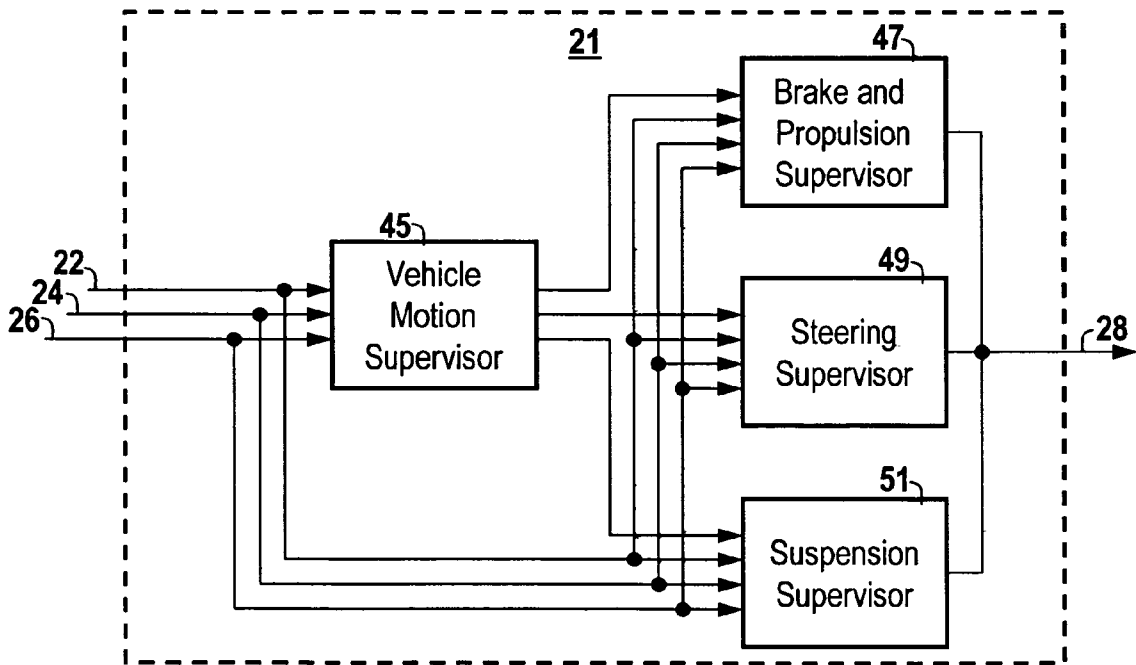 21
47
Brake and
Propulsion
Supervisor
45
Vehicle
Motion
Supervisor
22
24
26
49
Steering
Supervisor
28
51
Suspension
Supervisor